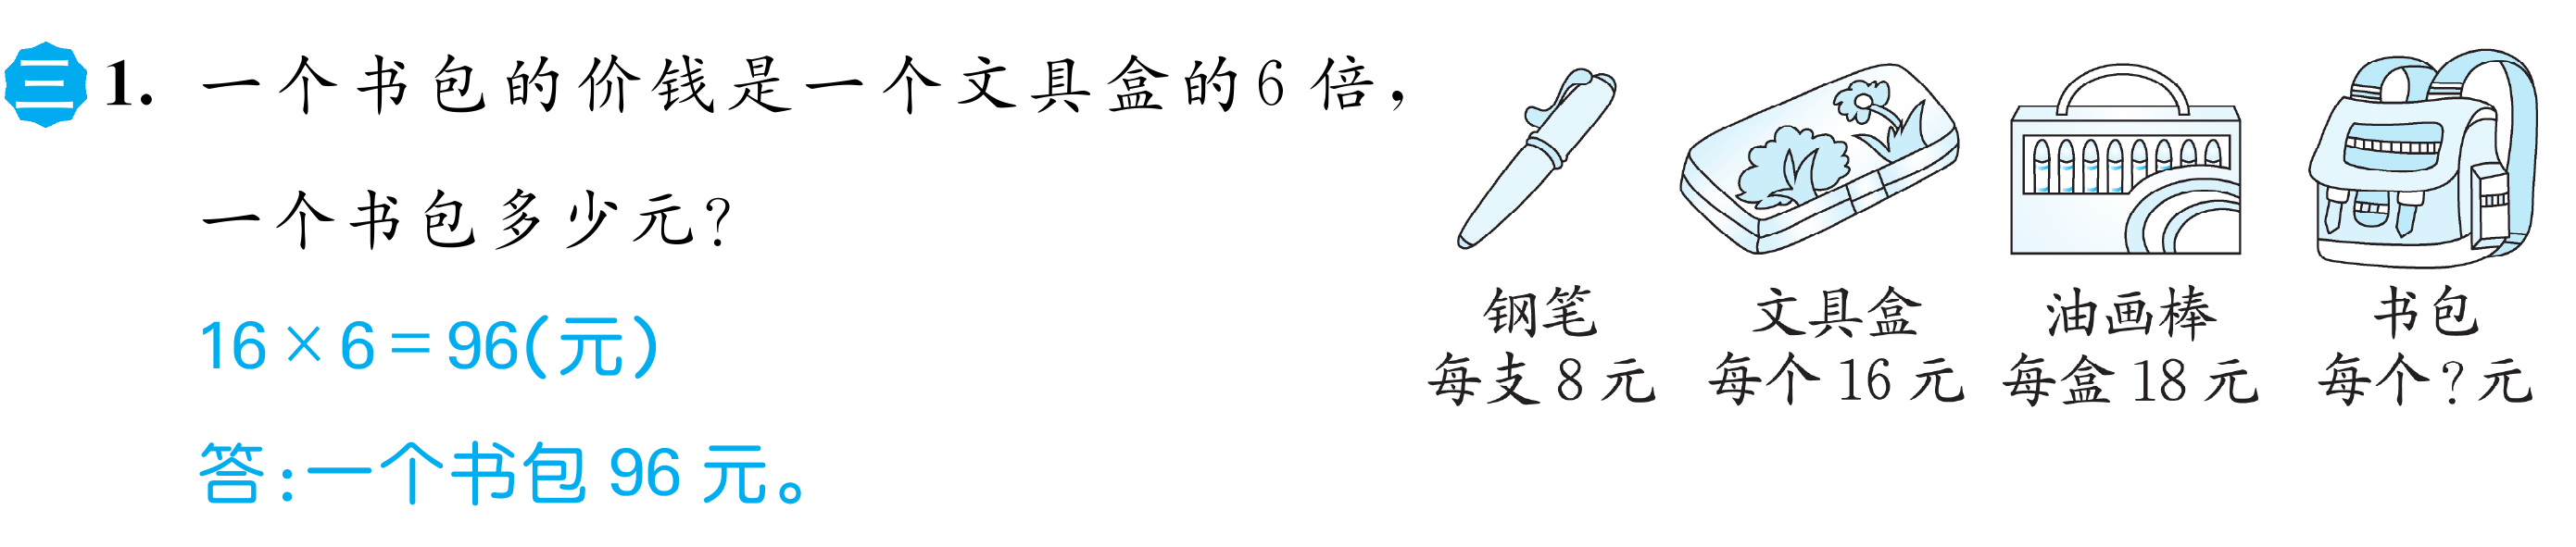 三 1. 一个书包的价钱是一个文具盒的6倍，
一个书包多少元?
16×6=96(元)
答:一个书包96元。
钢笔 文具盒 油画棒 书包
每支8元 每个16元 每盒18元 每个?元